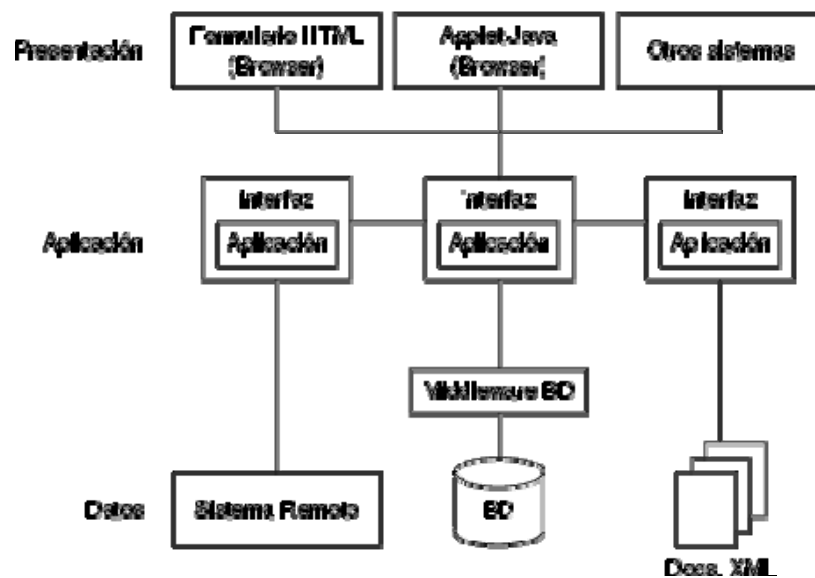 Presentación
Formulario HTML
(Browser)
Applet Java
(Browser)
Otros sistemas
Aplicación
Interfaz
Aplicación
Interfaz
Aplicación
Interfaz
Aplicación
Middleware BD
Datos
Sistema Remoto
BD
Docs. XML